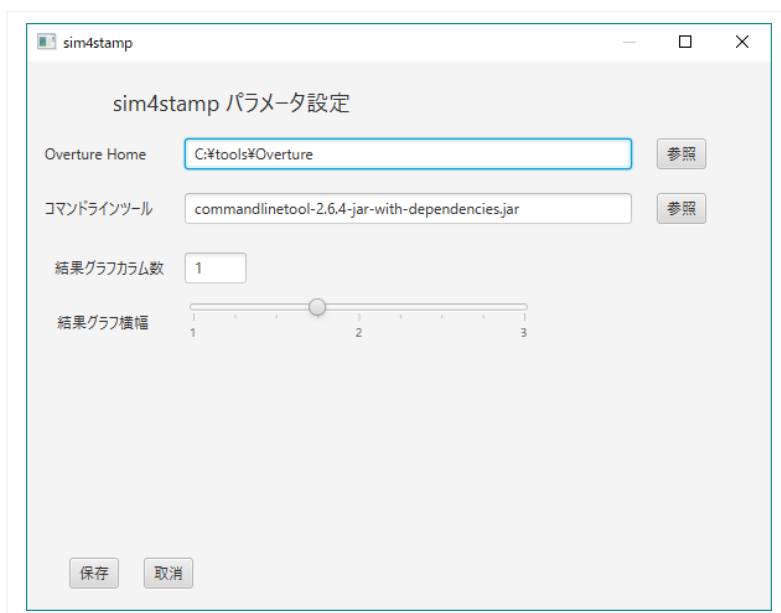 sim4stamp
sim4stamp パラメータ設定
Overture Home C:¥tools¥Overture 参照
コマンドラインツール commandlinetool-2.6.4-jar-with-dependencies.jar 参照
結果グラフカラム数 1
結果グラフ横幅
1 2 3
保存 取消